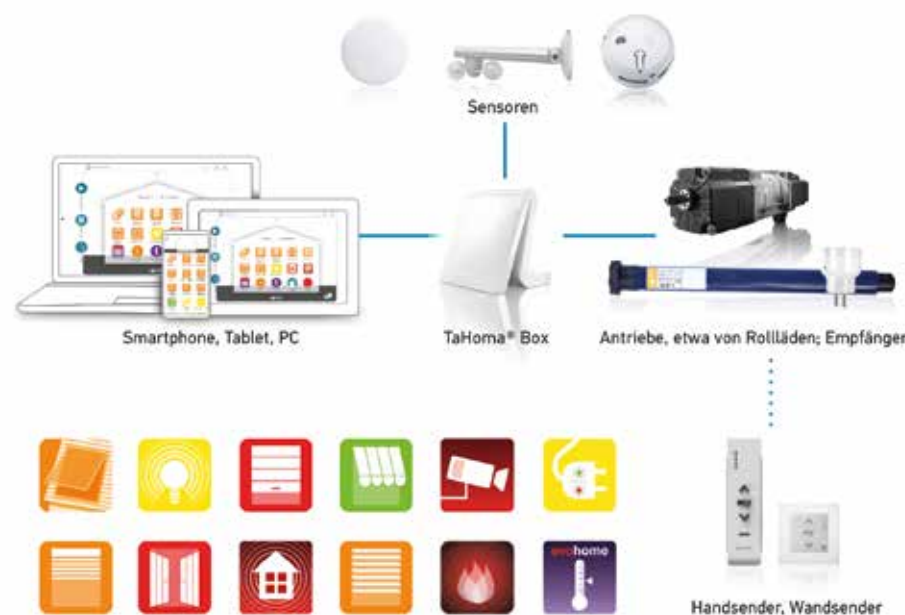 Sensoren
Smartphone, Tablet, PC
TaHoma® Box
Antriebe, etwa von Rollläden; Empfänger
evohome
Handsender, Wandsender